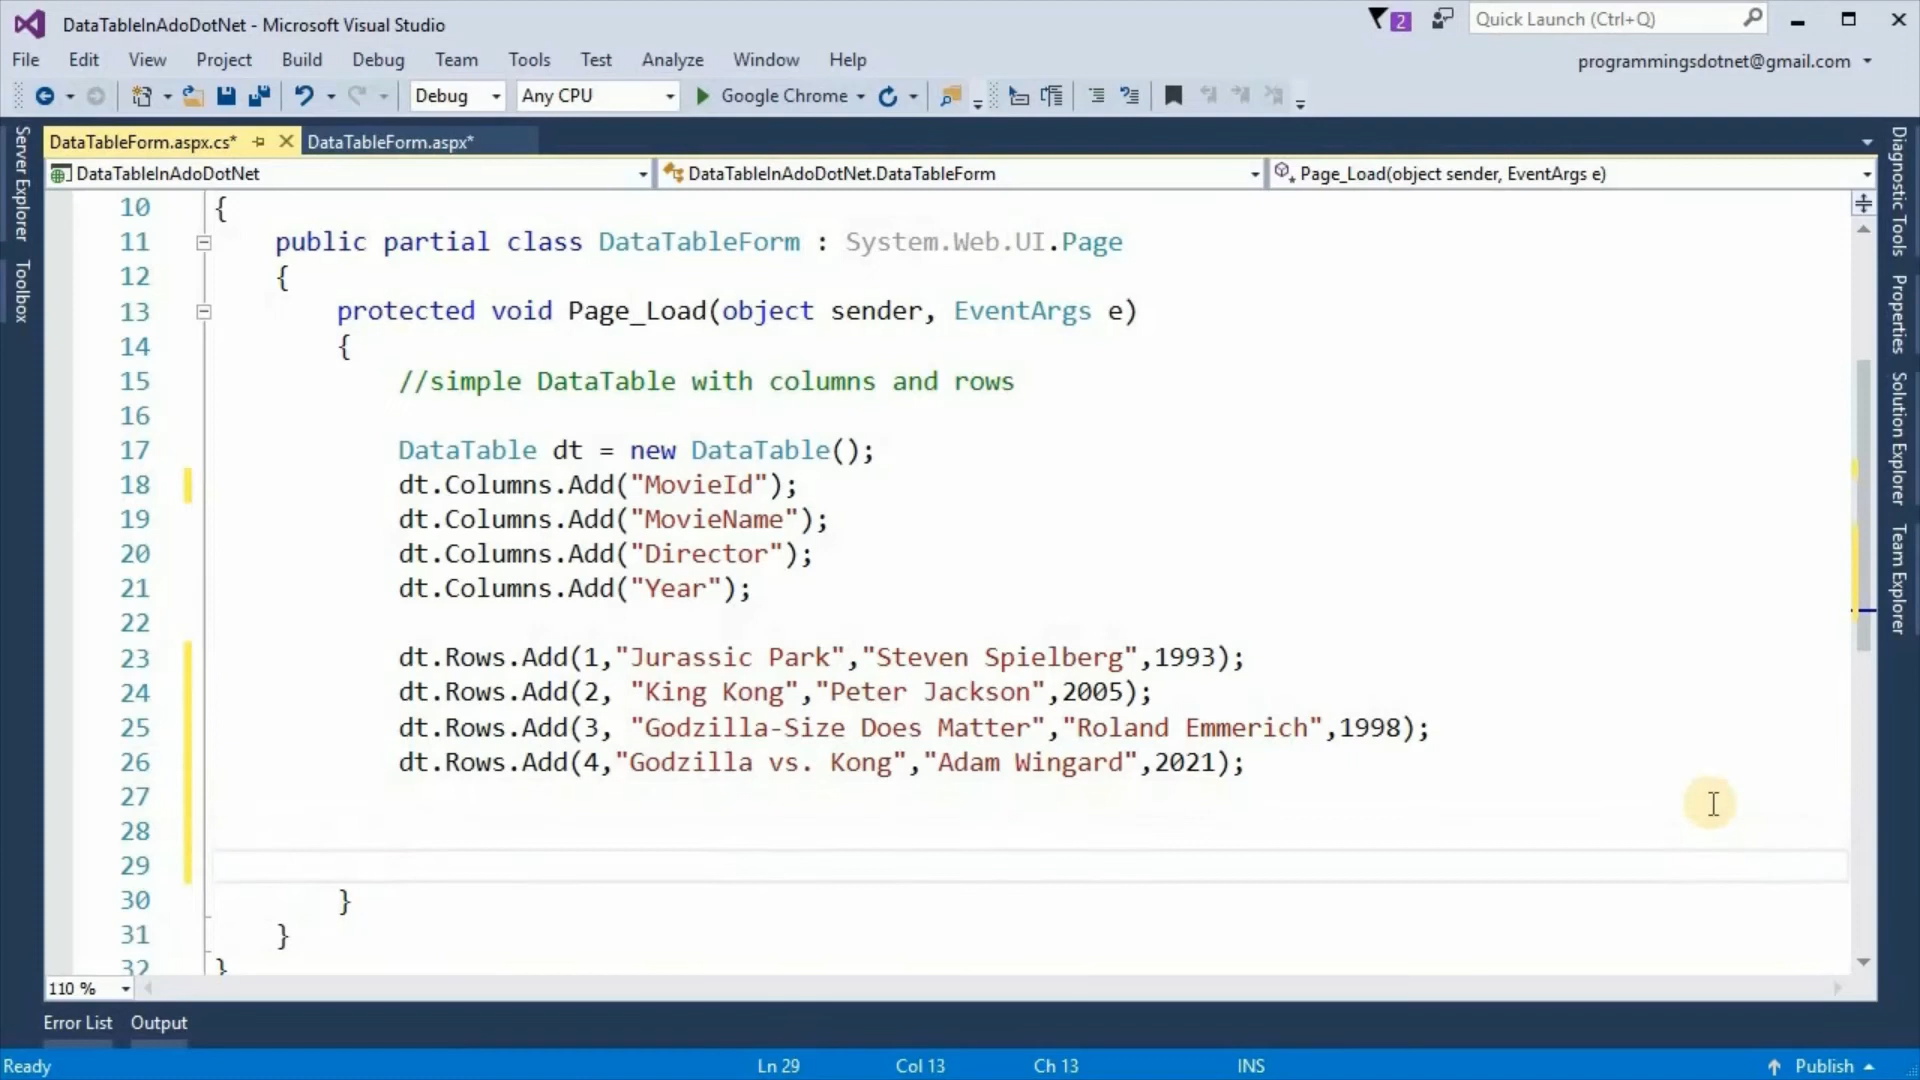 DataTableInAdoDotNet - Microsoft Visual Studio
2
Quick Launch (Ctrl+Q)
File Edit View Project Build Debug Team Tools Test Analyze Window Help
programmingsdotnet@gmail.com
Debug Any CPU Google Chrome
DataTableForm.aspx.cs* DataTableForm.aspx*
DataTableInAdoDotNet DataTableInAdoDotNet.DataTableForm Page_Load(object sender, EventArgs e)
Server Explorer
Toolbox
10 {
11 public partial class DataTableForm : System.Web.UI.Page
12 {
13 protected void Page_Load(object sender, EventArgs e)
14 {
15 //simple DataTable with columns and rows
16
17 DataTable dt = new DataTable();
18 dt.Columns.Add("MovieId");
19 dt.Columns.Add("MovieName");
20 dt.Columns.Add("Director");
21 dt.Columns.Add("Year");
22
23 dt.Rows.Add(1,"Jurassic Park","Steven Spielberg",1993);
24 dt.Rows.Add(2, "King Kong","Peter Jackson",2005);
25 dt.Rows.Add(3, "Godzilla-Size Does Matter","Roland Emmerich",1998);
26 dt.Rows.Add(4,"Godzilla vs. Kong","Adam Wingard",2021);
27
28
29
30 }
31 }
32 }
Diagnostic Tools
Properties
Solution Explorer
Team Explorer
110 %
Error List Output
Ready Ln 29 Col 13 Ch 13 INS Publish